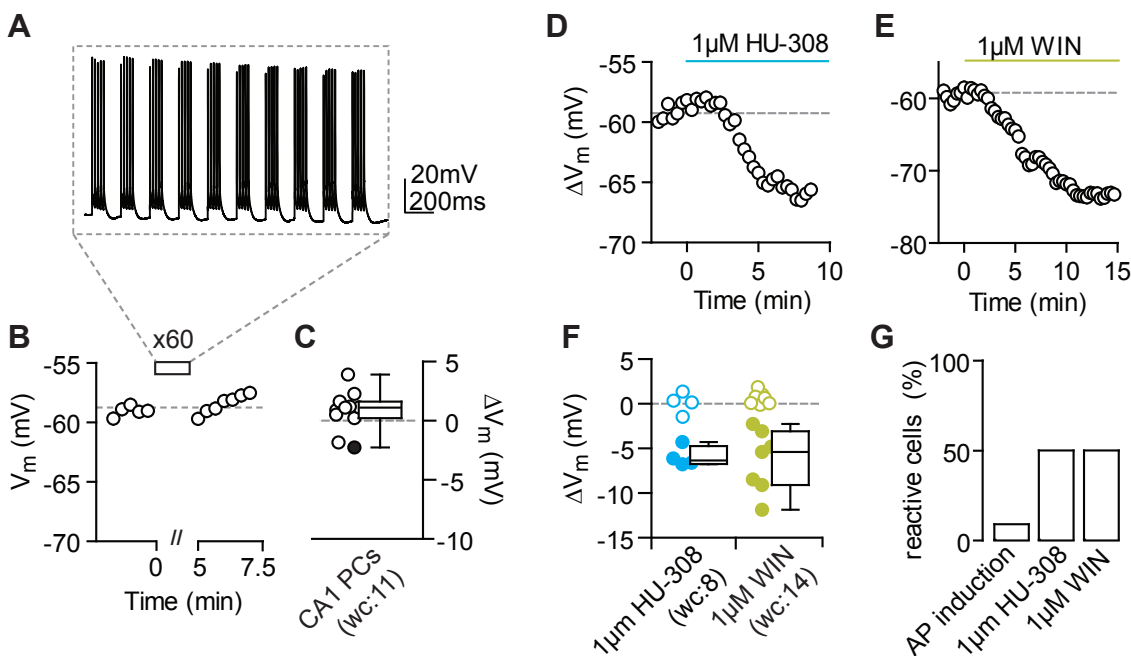 A
20mV
200ms
B
x60
-55
-60
-65
-70
Vm (mV)
0
//
5
7.5
Time (min)
C
5
0
-5
-10
ΔVm (mV)
CA1 PCs
(wc:11)
D
1µM HU-308
-55
-60
-65
-70
ΔVm (mV)
0
5
10
Time (min)
E
1µM WIN
-60
-70
-80
0
5
10
15
Time (min)
F
5
0
-5
-10
-15
ΔVm (mV)
1µm HU-308
(wc:8)
1µM WIN
(wc:14)
G
100
50
0
reactive cells (%)
AP induction
1µm HU-308
1µM WIN